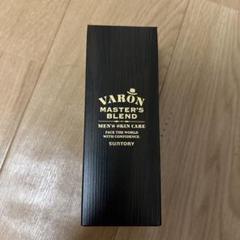 VARON
MASTER'S
BLEND
MEN'S SKIN CARE
FACE THE WORLD
WITH CONFIDENCE
SUNTORY